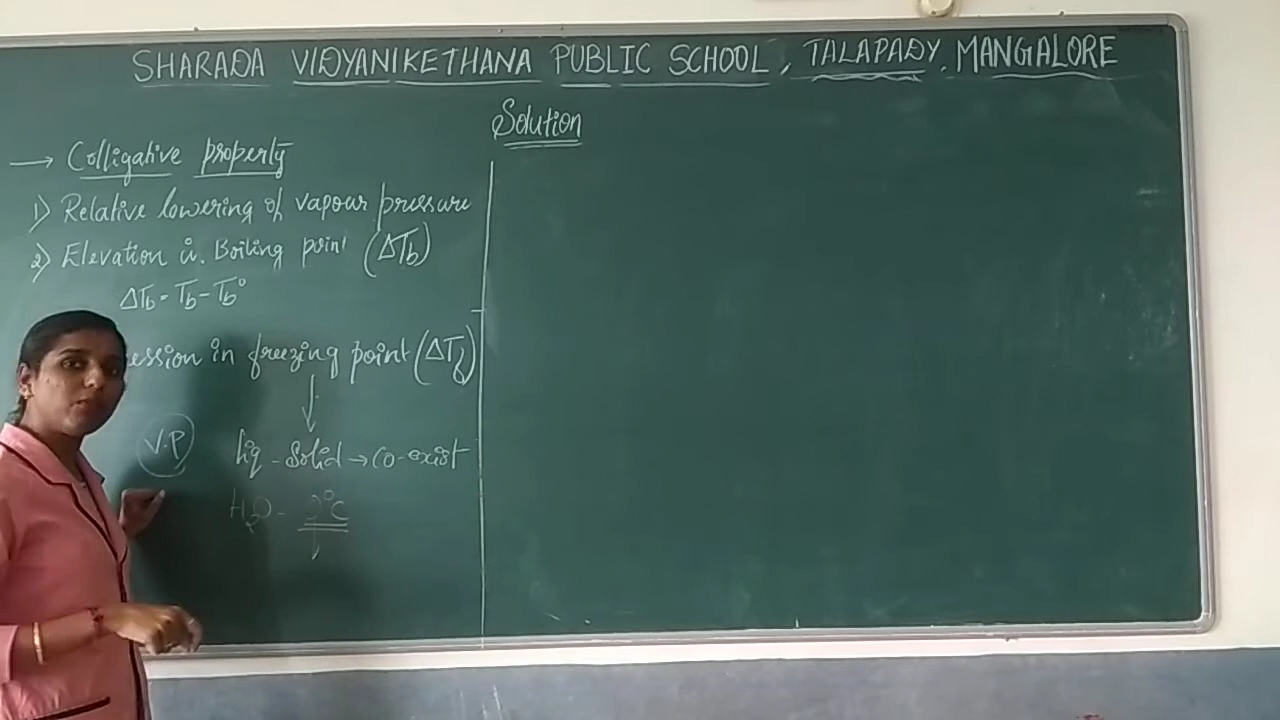 SHARADA VIDYANIKETHANA PUBLIC SCHOOL, TALAPADY, MANGALORE
Solution
→ Colligative property
1) Relative lowering of vapour pressure
2) Elevation in Boiling point (ΔTb)
ΔTb = Tb - Tb°
ession in freezing point (ΔTf)
V.P
liq - Solid → Co-exist
H2O - 0°C